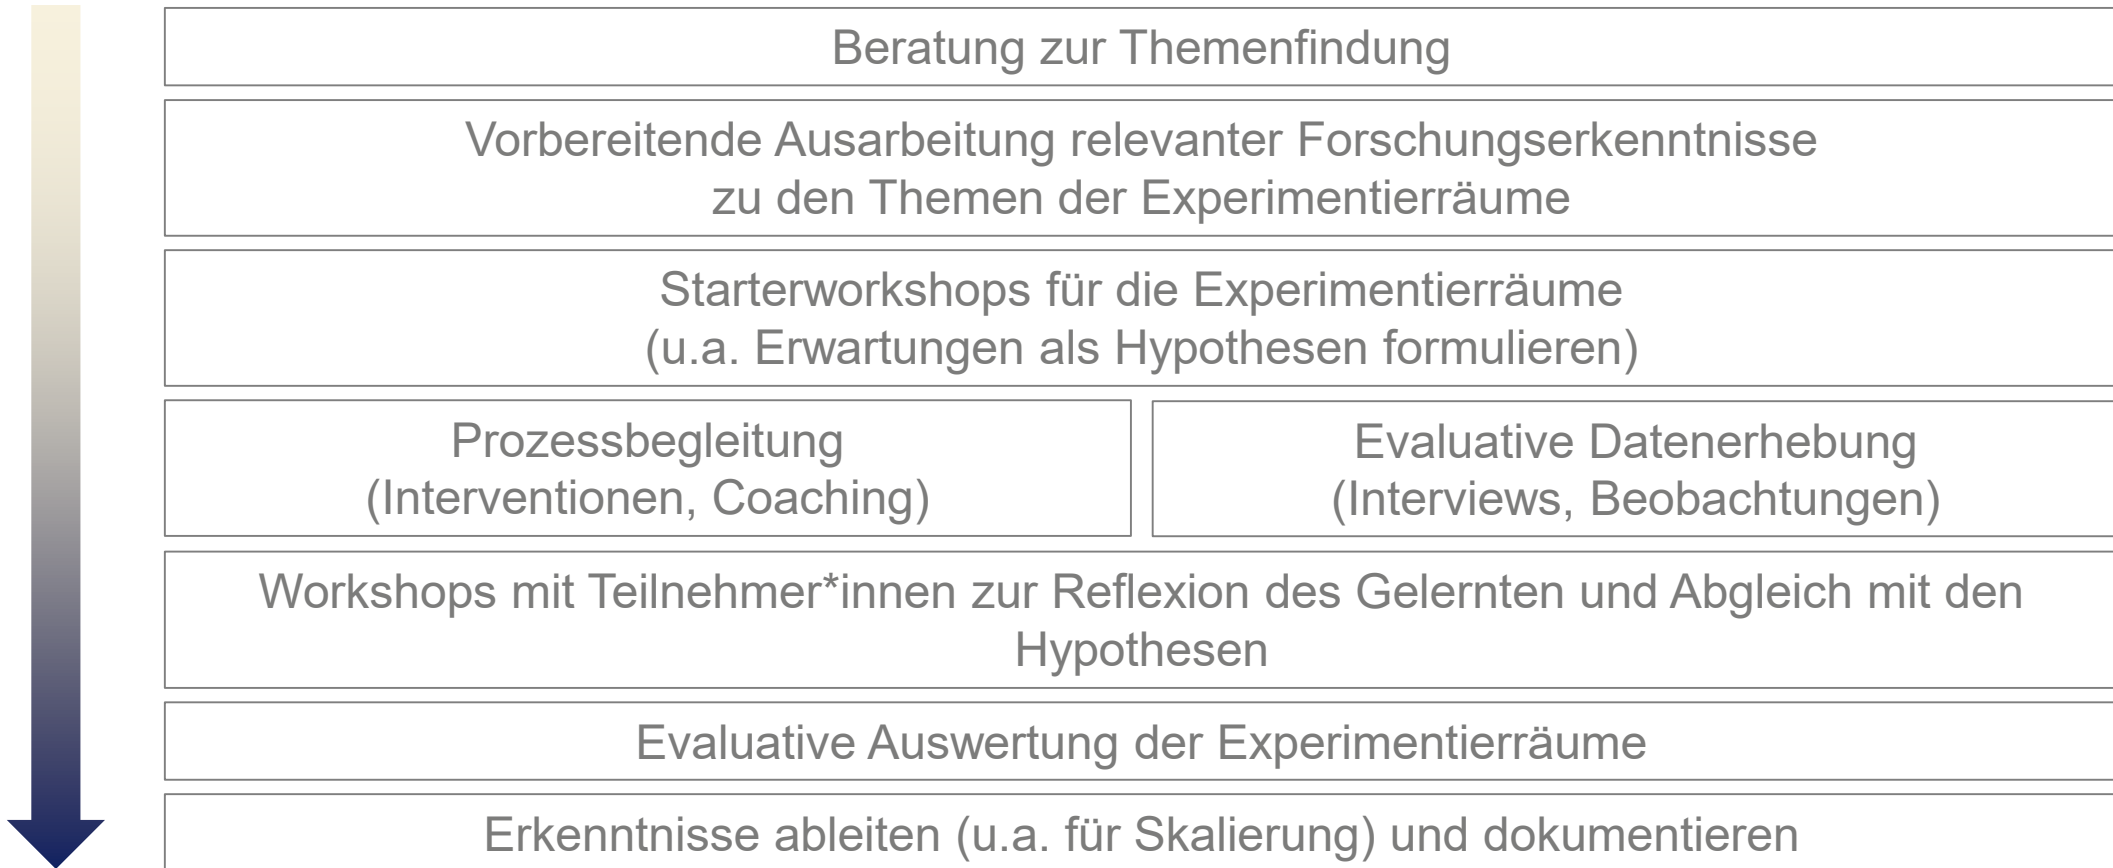 Beratung zur Themenfindung
Vorbereitende Ausarbeitung relevanter Forschungserkenntnisse
zu den Themen der Experimentierräume
Starterworkshops für die Experimentierräume
(u.a. Erwartungen als Hypothesen formulieren)
Prozessbegleitung
(Interventionen, Coaching)
Evaluative Datenerhebung
(Interviews, Beobachtungen)
Workshops mit Teilnehmer*innen zur Reflexion des Gelernten und Abgleich mit den
Hypothesen
Evaluative Auswertung der Experimentierräume
Erkenntnisse ableiten (u.a. für Skalierung) und dokumentieren